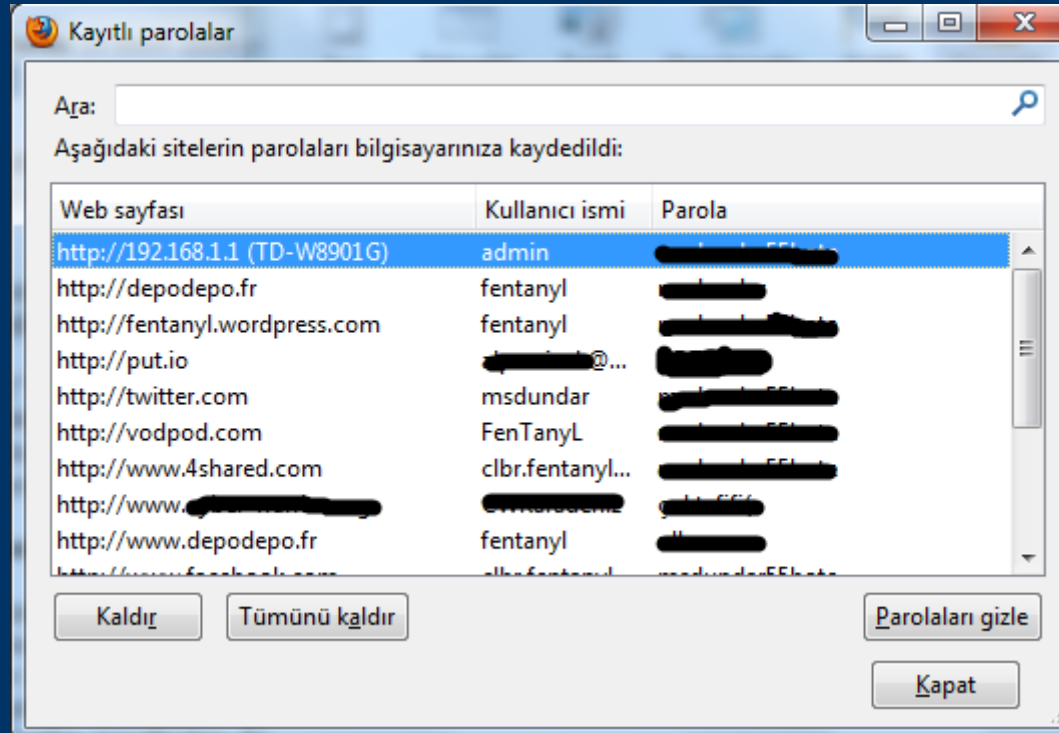 Kayıtlı parolalar
Ara:
Aşağıdaki sitelerin parolaları bilgisayarınıza kaydedildi:
Web sayfası Kullanıcı ismi Parola
http://192.168.1.1 (TD-W8901G) admin
http://depodepo.fr fentanyl
http://fentanyl.wordpress.com fentanyl
http://put.io @...
http://twitter.com msdundar
http://vodpod.com FenTanyL
http://www.4shared.com clbr.fentanyl...
http://www.
http://www.depodepo.fr fentanyl
Kaldır Tümünü kaldır Parolaları gizle
Kapat